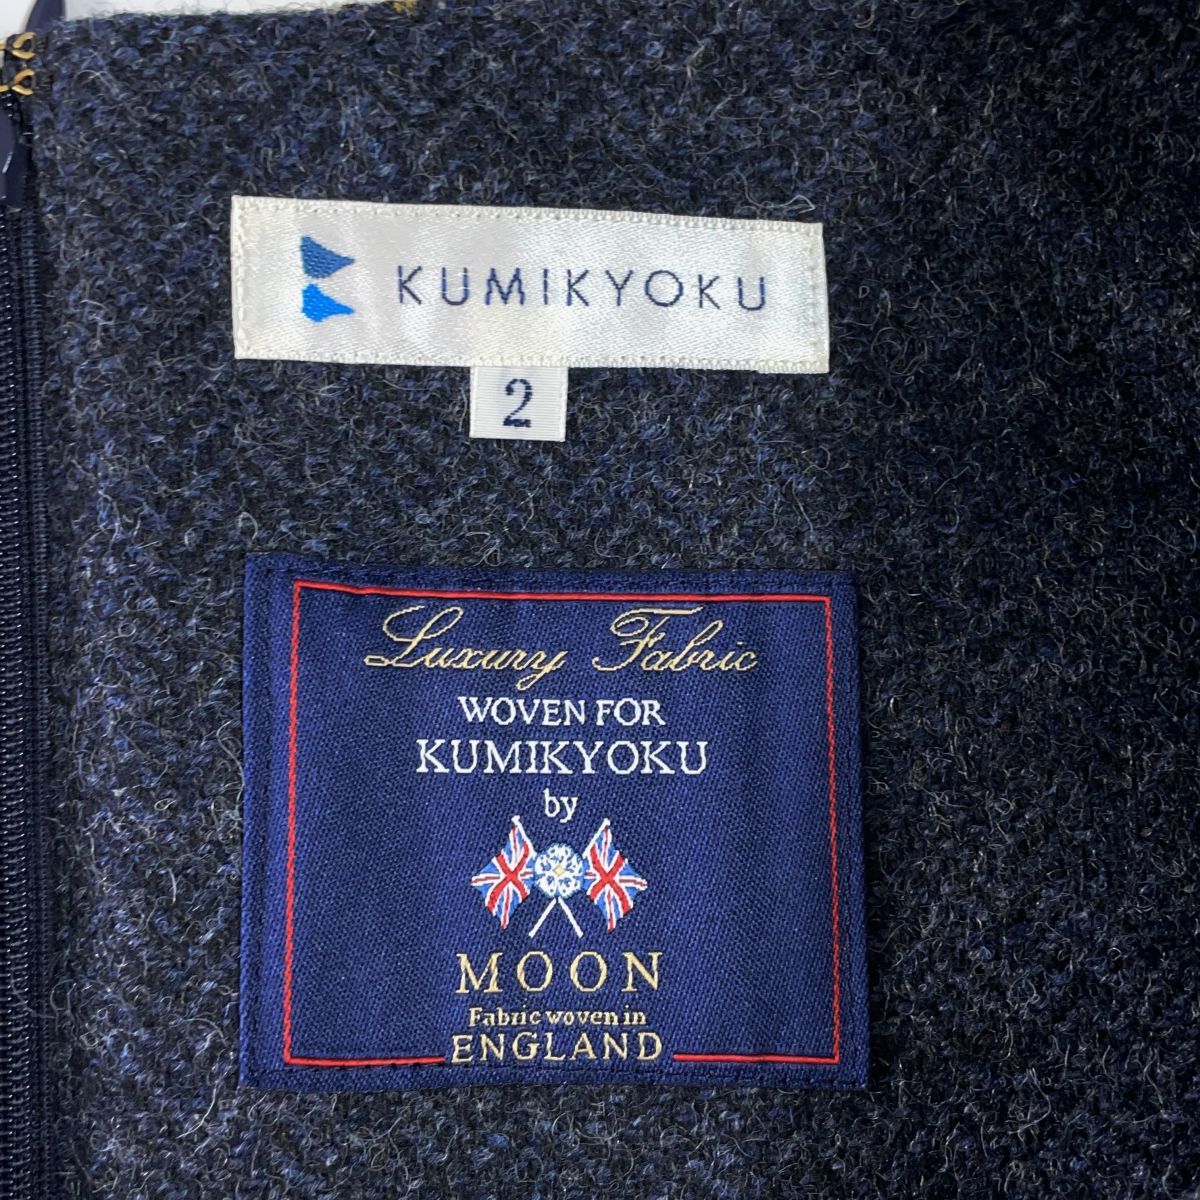 KUMIKYOKU
2
Luxury Fabric
WOVEN FOR
KUMIKYOKU
by
MOON
Fabric woven in
ENGLAND